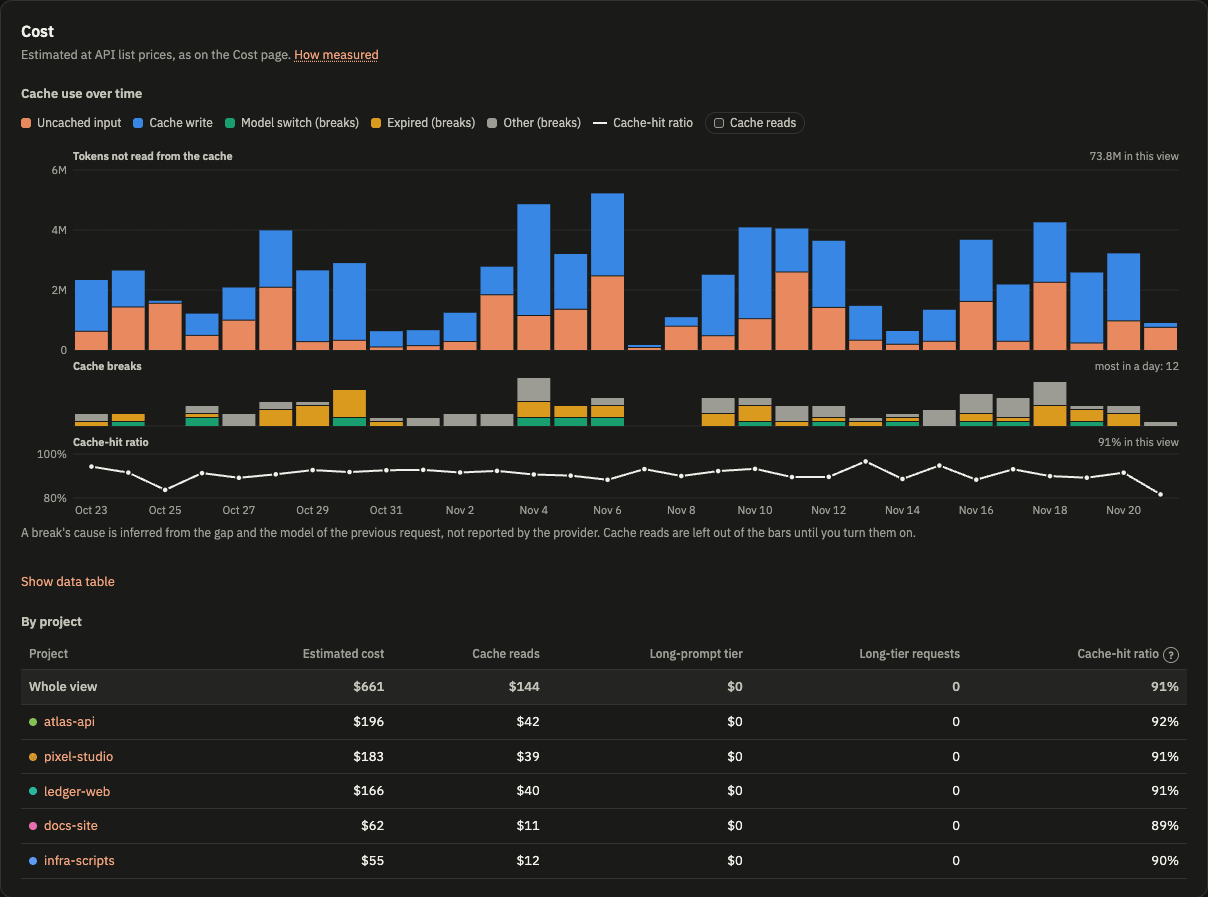 Cost
Estimated at API list prices, as on the Cost page. How measured
Cache use over time
Uncached input Cache write Model switch (breaks) Expired (breaks) Other (breaks) Cache-hit ratio Cache reads
Tokens not read from the cache 73.8M in this view
6M
4M
2M
0
Cache breaks most in a day: 12
Cache-hit ratio 91% in this view
100%
80%
Oct 23 Oct 25 Oct 27 Oct 29 Oct 31 Nov 2 Nov 4 Nov 6 Nov 8 Nov 10 Nov 12 Nov 14 Nov 16 Nov 18 Nov 20
A break's cause is inferred from the gap and the model of the previous request, not reported by the provider. Cache reads are left out of the bars until you turn them on.
Show data table
By project
Project Estimated cost Cache reads Long-prompt tier Long-tier requests Cache-hit ratio ?
Whole view $661 $144 $0 0 91%
atlas-api $196 $42 $0 0 92%
pixel-studio $183 $39 $0 0 91%
ledger-web $166 $40 $0 0 91%
docs-site $62 $11 $0 0 89%
infra-scripts $55 $12 $0 0 90%